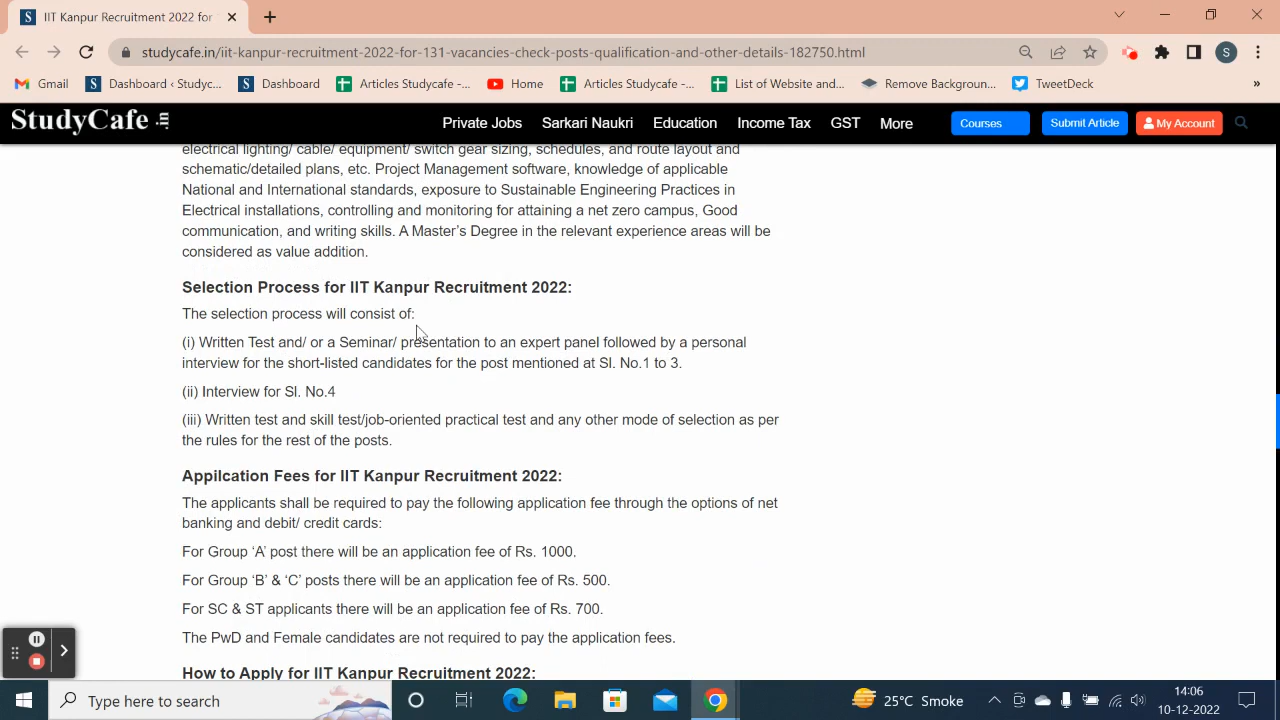 IIT Kanpur Recruitment 2022 for
studycafe.in/iit-kanpur-recruitment-2022-for-131-vacancies-check-posts-qualification-and-other-details-182750.html
S
Gmail
Dashboard ‹ Studyc...
Dashboard
Articles Studycafe -...
Home
Articles Studycafe -...
List of Website and...
Remove Background...
TweetDeck
»
StudyCafe .in
Private Jobs
Sarkari Naukri
Education
Income Tax
GST
More
Courses
Submit Article
My Account
electrical lighting/ cable/ equipment/ switch gear sizing, schedules, and route layout and
schematic/detailed plans, etc. Project Management software, knowledge of applicable
National and International standards, exposure to Sustainable Engineering Practices in
Electrical installations, controlling and monitoring for attaining a net zero campus, Good
communication, and writing skills. A Master’s Degree in the relevant experience areas will be
considered as value addition.
Selection Process for IIT Kanpur Recruitment 2022:
The selection process will consist of:
(i) Written Test and/ or a Seminar/ presentation to an expert panel followed by a personal
interview for the short-listed candidates for the post mentioned at Sl. No.1 to 3.
(ii) Interview for Sl. No.4
(iii) Written test and skill test/job-oriented practical test and any other mode of selection as per
the rules for the rest of the posts.
Appilcation Fees for IIT Kanpur Recruitment 2022:
The applicants shall be required to pay the following application fee through the options of net
banking and debit/ credit cards:
For Group ‘A’ post there will be an application fee of Rs. 1000.
For Group ‘B’ & ‘C’ posts there will be an application fee of Rs. 500.
For SC & ST applicants there will be an application fee of Rs. 700.
The PwD and Female candidates are not required to pay the application fees.
How to Apply for IIT Kanpur Recruitment 2022:
Type here to search
25°C Smoke
14:06
10-12-2022